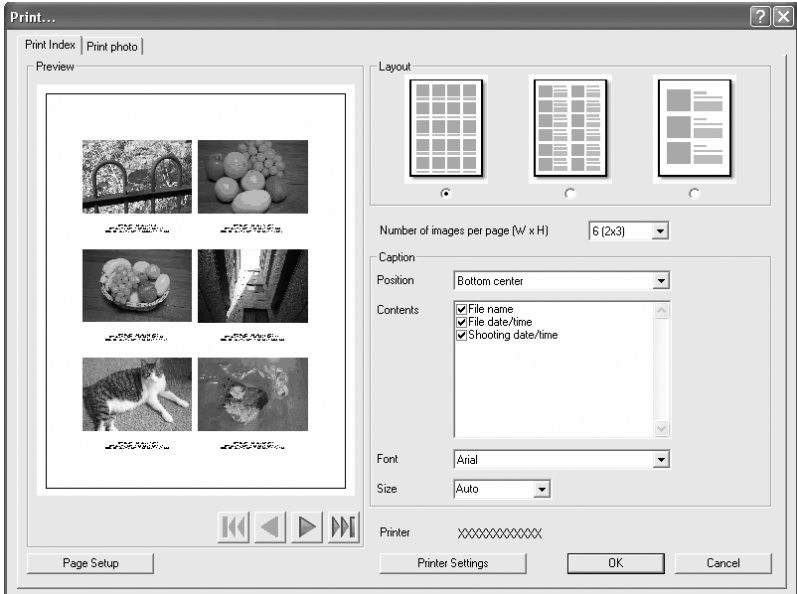 Print...
Print Index
Print photo
Preview
Layout
Number of images per page (W x H)
6 (2x3)
Caption
Position
Bottom center
Contents
File name
File date/time
Shooting date/time
Font
Arial
Size
Auto
Printer
XXXXXXXXXXXX
Page Setup
Printer Settings
OK
Cancel